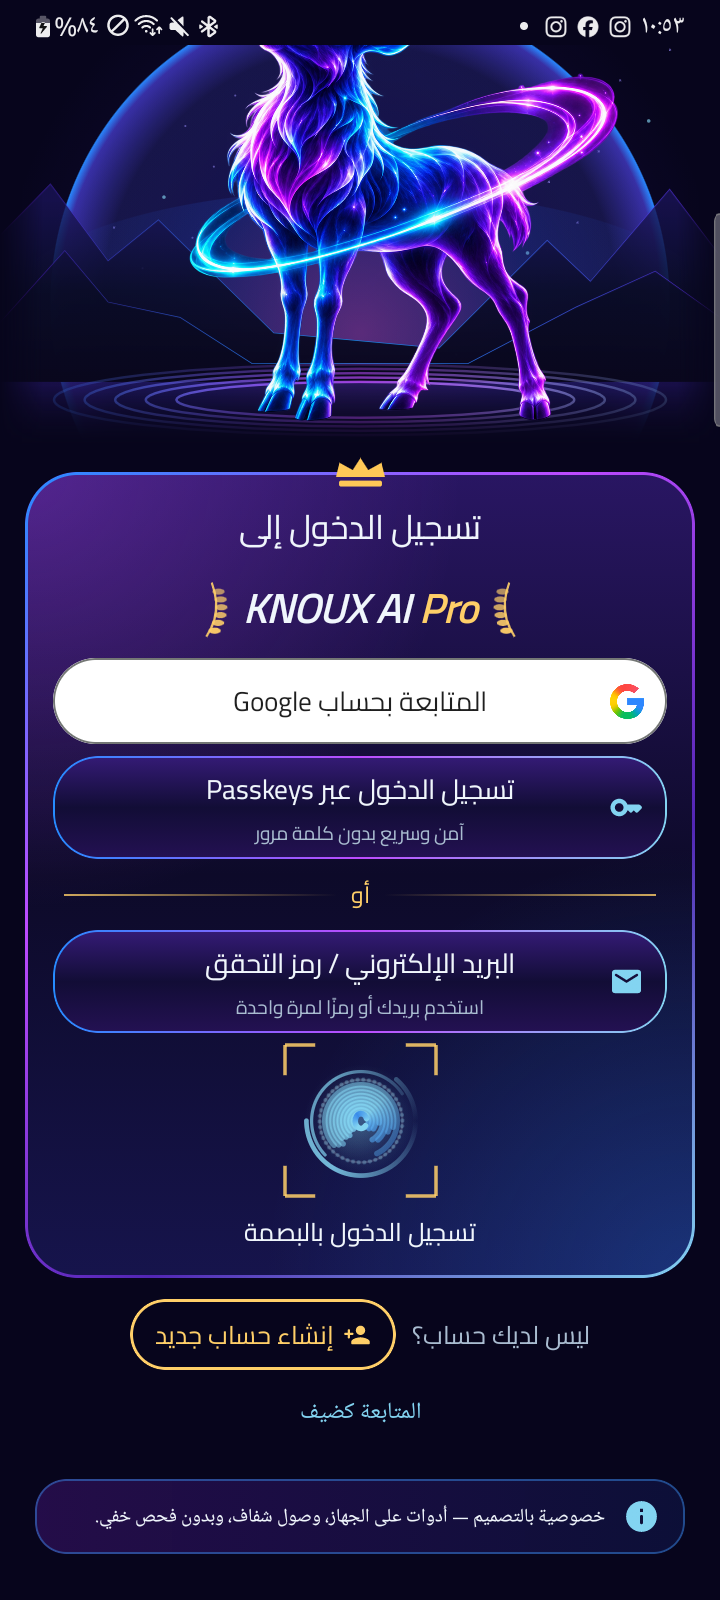 ١٠:٥٣ %٨٤
تسجيل الدخول إلى
KNOUX AI Pro
المتابعة بحساب Google
تسجيل الدخول عبر Passkeys
آمن وسريع بدون كلمة مرور
أو
البريد الإلكتروني / رمز التحقق
استخدم بريدك أو رمزًا لمرة واحدة
تسجيل الدخول بالبصمة
ليس لديك حساب؟ إنشاء حساب جديد
المتابعة كضيف
خصوصية بالتصميم — أدوات على الجهاز، وصول شفاف، وبدون فحص خفي.